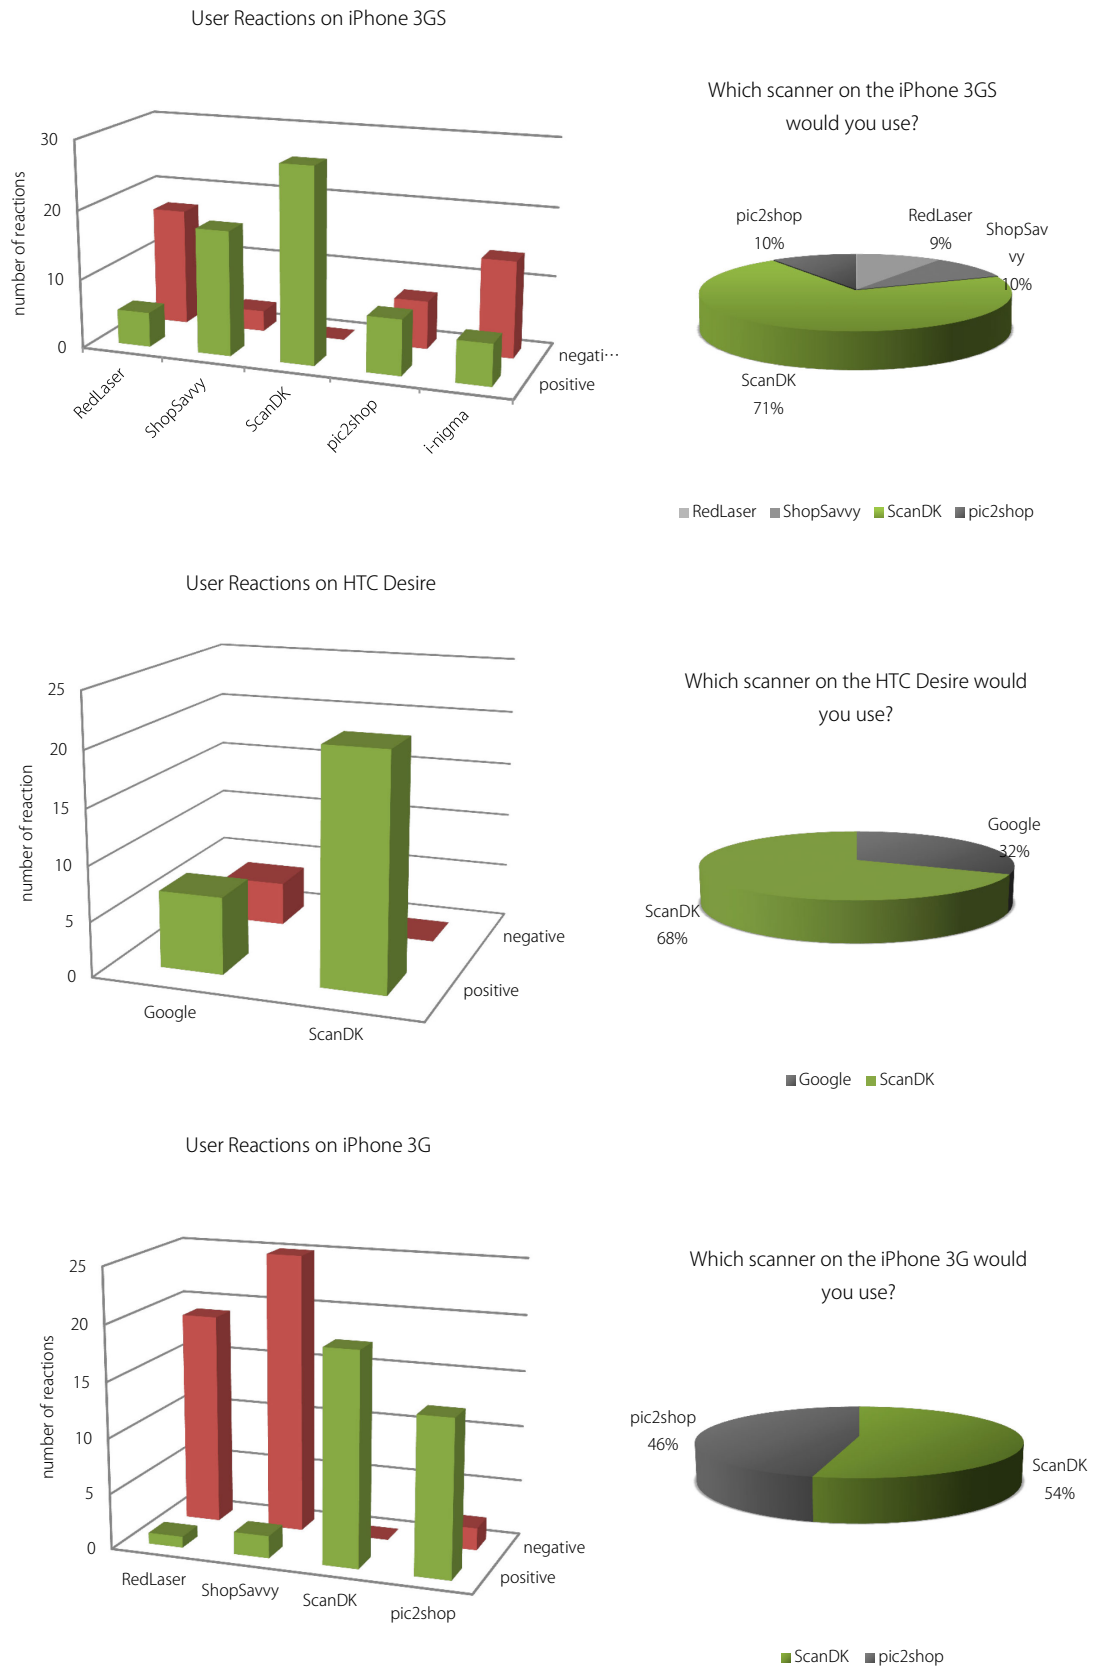 User Reactions on iPhone 3GS
number of reactions
30
20
10
0
RedLaser
ShopSavvy
ScanDK
pic2shop
i-nigma
negati…
positive
Which scanner on the iPhone 3GS
would you use?
pic2shop
10%
RedLaser
9%
ShopSav
vy
10%
ScanDK
71%
RedLaser ShopSavvy ScanDK pic2shop
User Reactions on HTC Desire
number of reaction
25
20
15
10
5
0
Google
ScanDK
negative
positive
Which scanner on the HTC Desire would
you use?
Google
32%
ScanDK
68%
Google ScanDK
User Reactions on iPhone 3G
number of reactions
25
20
15
10
5
0
RedLaser
ShopSavvy
ScanDK
pic2shop
negative
positive
Which scanner on the iPhone 3G would
you use?
pic2shop
46%
ScanDK
54%
ScanDK pic2shop